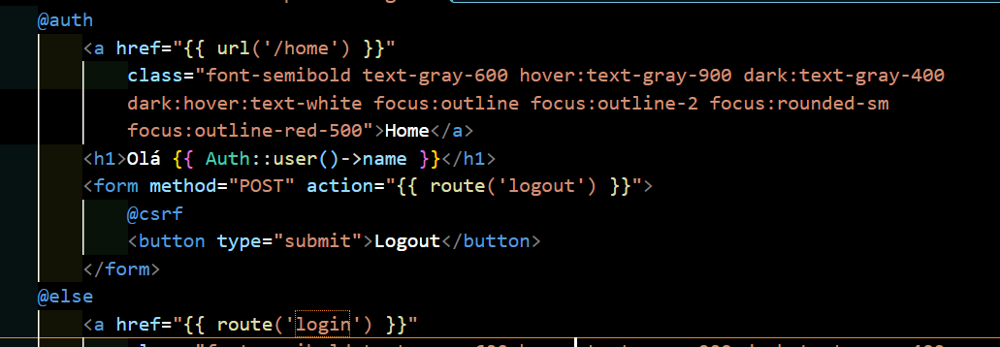 @auth
<a href="{{ url('/home') }}"
class="font-semibold text-gray-600 hover:text-gray-900 dark:text-gray-400
dark:hover:text-white focus:outline focus:outline-2 focus:rounded-sm
focus:outline-red-500">Home</a>
<h1>Olá {{ Auth::user()->name }}</h1>
<form method="POST" action="{{ route('logout') }}">
@csrf
<button type="submit">Logout</button>
</form>
@else
<a href="{{ route('login') }}"